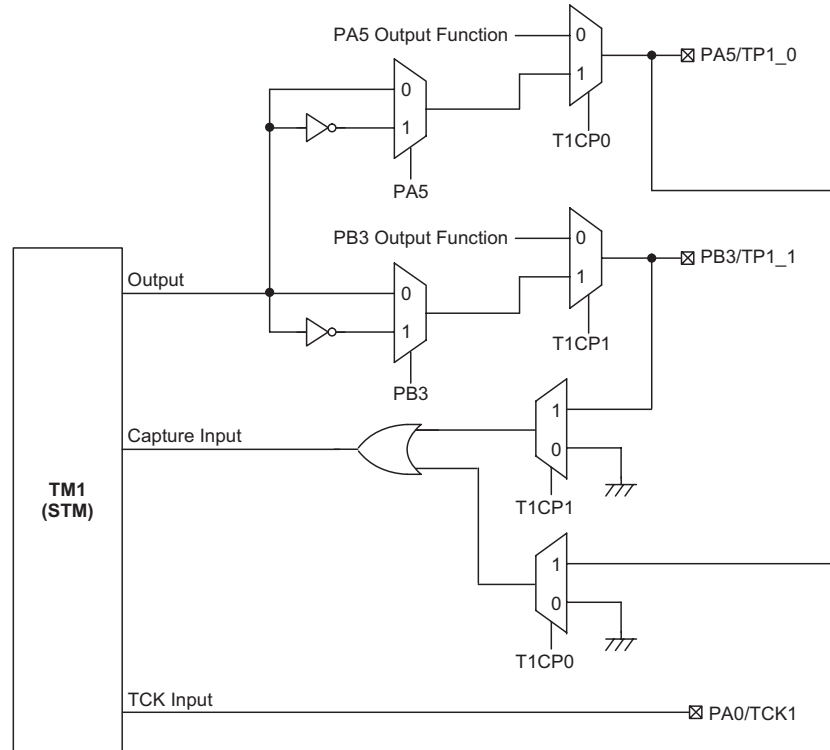 PA5 Output Function
0
1
T1CP0
PA5/TP1_0
0
1
PA5
PB3 Output Function
0
1
T1CP1
PB3/TP1_1
Output
0
1
PB3
Capture Input
1
0
T1CP1
TM1
(STM)
1
0
T1CP0
TCK Input
PA0/TCK1